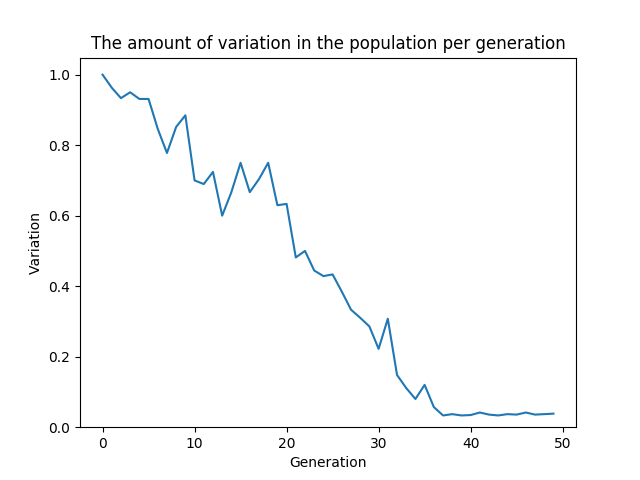 The amount of variation in the population per generation
1.0
0.8
0.6
0.4
0.2
0.0
Variation
0 10 20 30 40 50
Generation